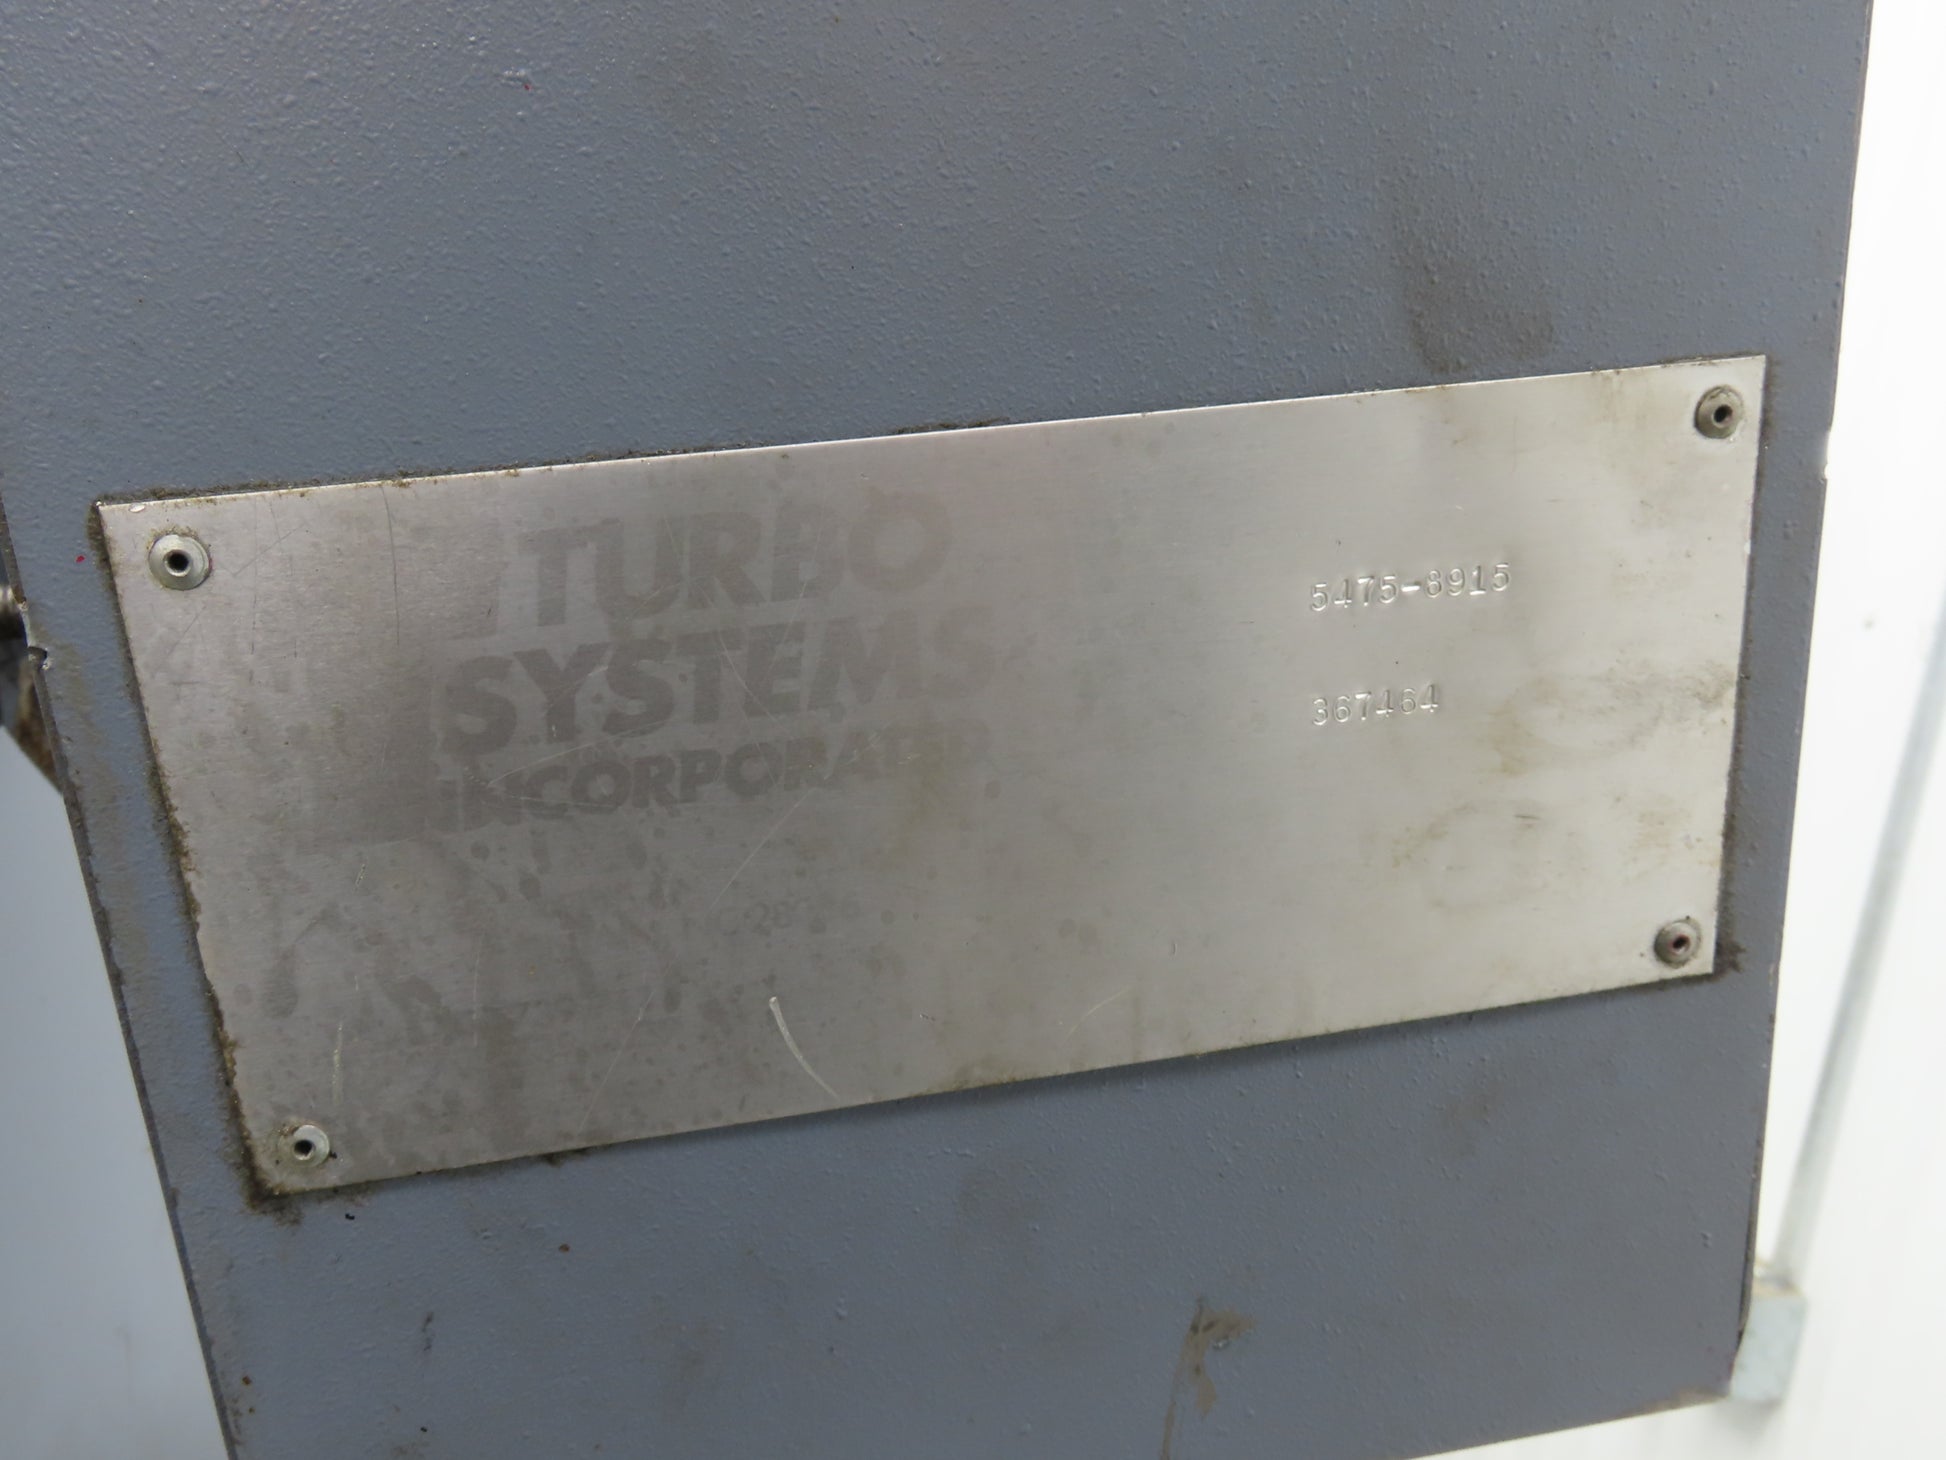 TURBO
SYSTEMS
INCORPORATED
5475-8915
367464